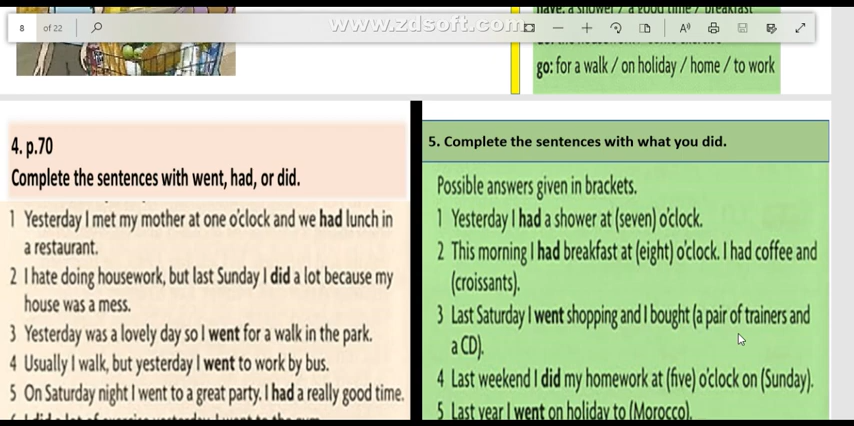 have: a shower / a good time / breakfast
www.zdsoft.com
8 of 22
go: for a walk / on holiday / home / to work
4. p.70
Complete the sentences with went, had, or did.
1 Yesterday I met my mother at one o'clock and we had lunch in
a restaurant.
2 I hate doing housework, but last Sunday I did a lot because my
house was a mess.
3 Yesterday was a lovely day so I went for a walk in the park.
4 Usually I walk, but yesterday I went to work by bus.
5 On Saturday night I went to a great party. I had a really good time.
5. Complete the sentences with what you did.
Possible answers given in brackets.
1 Yesterday I had a shower at (seven) o'clock.
2 This morning I had breakfast at (eight) o'clock. I had coffee and
(croissants).
3 Last Saturday I went shopping and I bought (a pair of trainers and
a CD).
4 Last weekend I did my homework at (five) o'clock on (Sunday).
5 Last year I went on holiday to (Morocco).